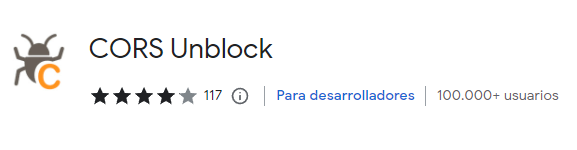 CORS Unblock
117 Para desarrolladores 100.000+ usuarios